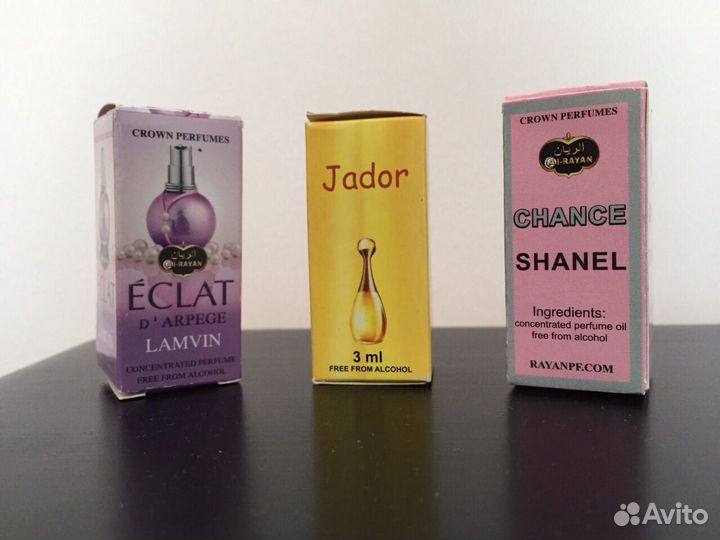 CROWN PERFUMES
الريان
AL-RAYAN
ÉCLAT
D'ARPEGE
LAMVIN
CONCENTRATED PERFUME
FREE FROM ALCOHOL
Jador
3 ml
FREE FROM ALCOHOL
CROWN PERFUMES
الريان
AL-RAYAN
CHANCE
SHANEL
Ingredients:
concentrated perfume oil
free from alcohol
RAYANPF.COM
Avito